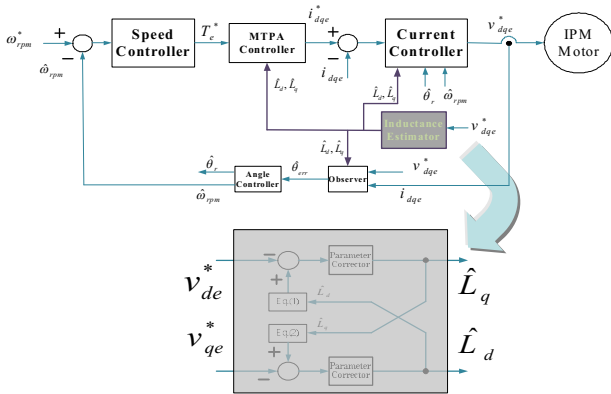 ω*rpm
+
−
ω̂rpm
Speed
Controller
T*e
MTPA
Controller
i*dqe
+
−
idqe
Current
Controller
v*dqe
IPM
Motor
L̂d, L̂q
L̂d, L̂q
θ̂r
ω̂rpm
Inductance
Estimator
v*dqe
L̂d, L̂q
θ̂r
Angle
Controller
θ̂err
Observer
v*dqe
ω̂rpm
idqe
v*de
−
+
Parameter
Corrector
L̂q
Eq.(1)
L̂d
Eq.(2)
L̂q
v*qe
+
−
Parameter
Corrector
L̂d